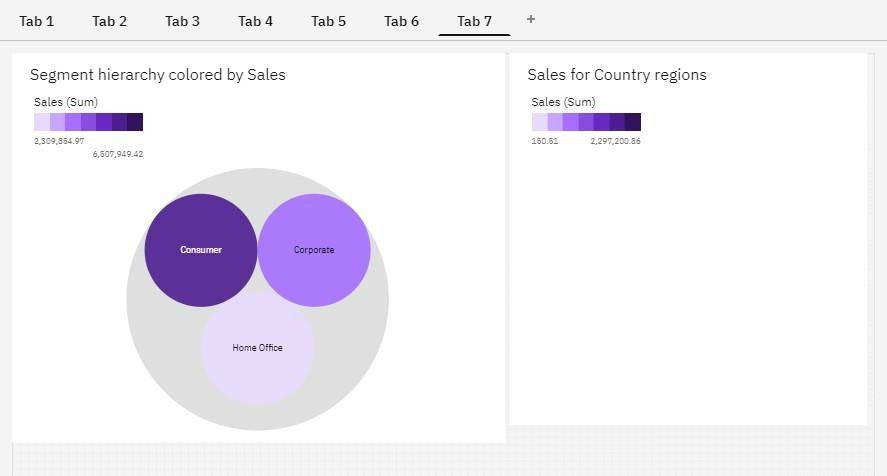 Tab 1 Tab 2 Tab 3 Tab 4 Tab 5 Tab 6 Tab 7 +
Segment hierarchy colored by Sales
Sales (Sum)
2,309,854.97
6,507,949.42
Consumer
Corporate
Home Office
Sales for Country regions
Sales (Sum)
150.51 2,297,200.86